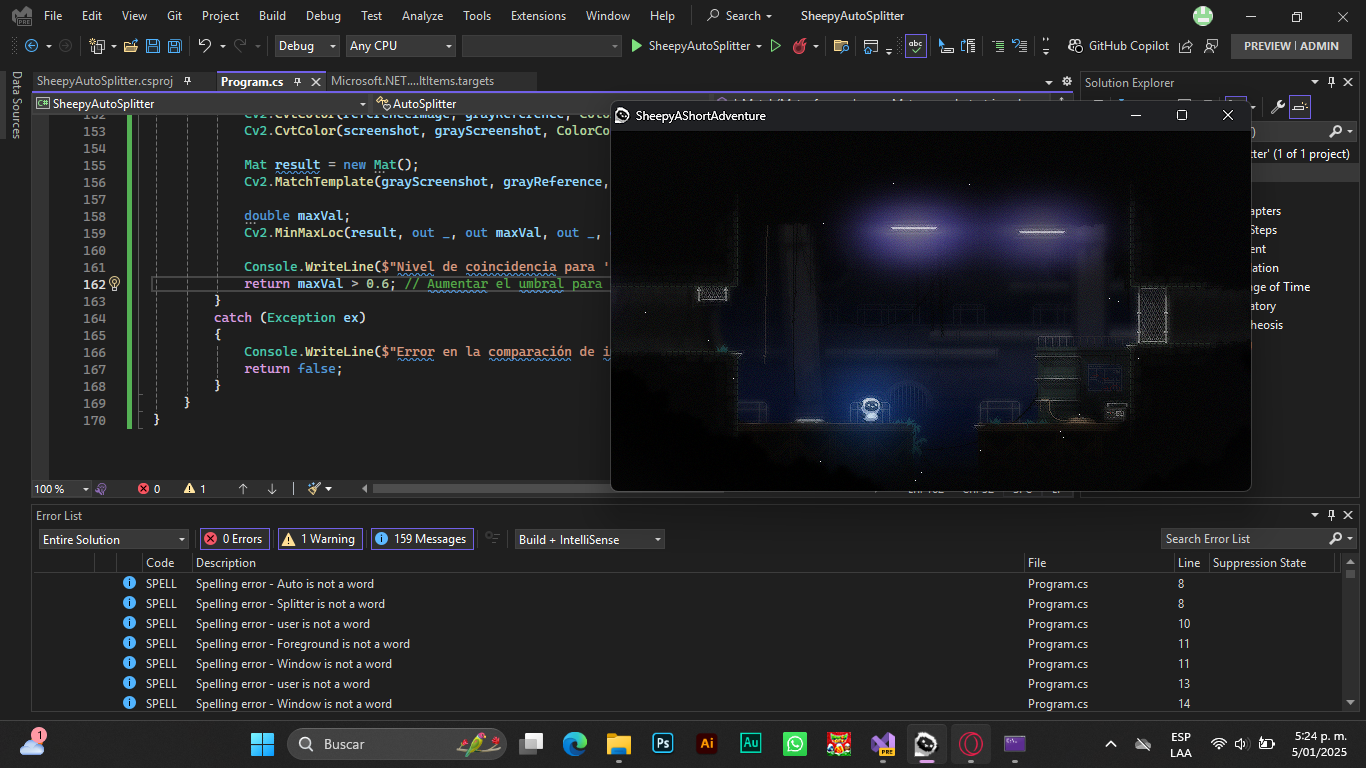 File Edit View Git Project Build Debug Test Analyze Tools Extensions Window Help Search SheepyAutoSplitter
PRE
Debug Any CPU SheepyAutoSplitter abc GitHub Copilot PREVIEW | ADMIN
Data Sources
SheepyAutoSplitter.csproj Program.cs Microsoft.NET....ltItems.targets
Solution Explorer
C# SheepyAutoSplitter AutoSplitter
SheepyAShortAdventure
153 Cv2.CvtColor(screenshot, grayScreenshot, ColorCo
154
155 Mat result = new Mat();
156 Cv2.MatchTemplate(grayScreenshot, grayReference,
157
158 double maxVal;
159 Cv2.MinMaxLoc(result, out _, out maxVal, out _,
160
161 Console.WriteLine($"Nivel de coincidencia para '
162 return maxVal > 0.6; // Aumentar el umbral para
163 }
164 catch (Exception ex)
165 {
166 Console.WriteLine($"Error en la comparación de i
167 return false;
168 }
169 }
170 }
tter' (1 of 1 project)
apters
Steps
ent
ation
nge of Time
atory
theosis
100 % 0 1
Error List
Entire Solution 0 Errors 1 Warning 159 Messages Build + IntelliSense Search Error List
Code Description File Line Suppression State
SPELL Spelling error - Auto is not a word Program.cs 8
SPELL Spelling error - Splitter is not a word Program.cs 8
SPELL Spelling error - user is not a word Program.cs 10
SPELL Spelling error - Foreground is not a word Program.cs 11
SPELL Spelling error - Window is not a word Program.cs 11
SPELL Spelling error - user is not a word Program.cs 13
SPELL Spelling error - Window is not a word Program.cs 14
1 Buscar Ps Ai Au PRE ESP LAA 5:24 p. m. 5/01/2025